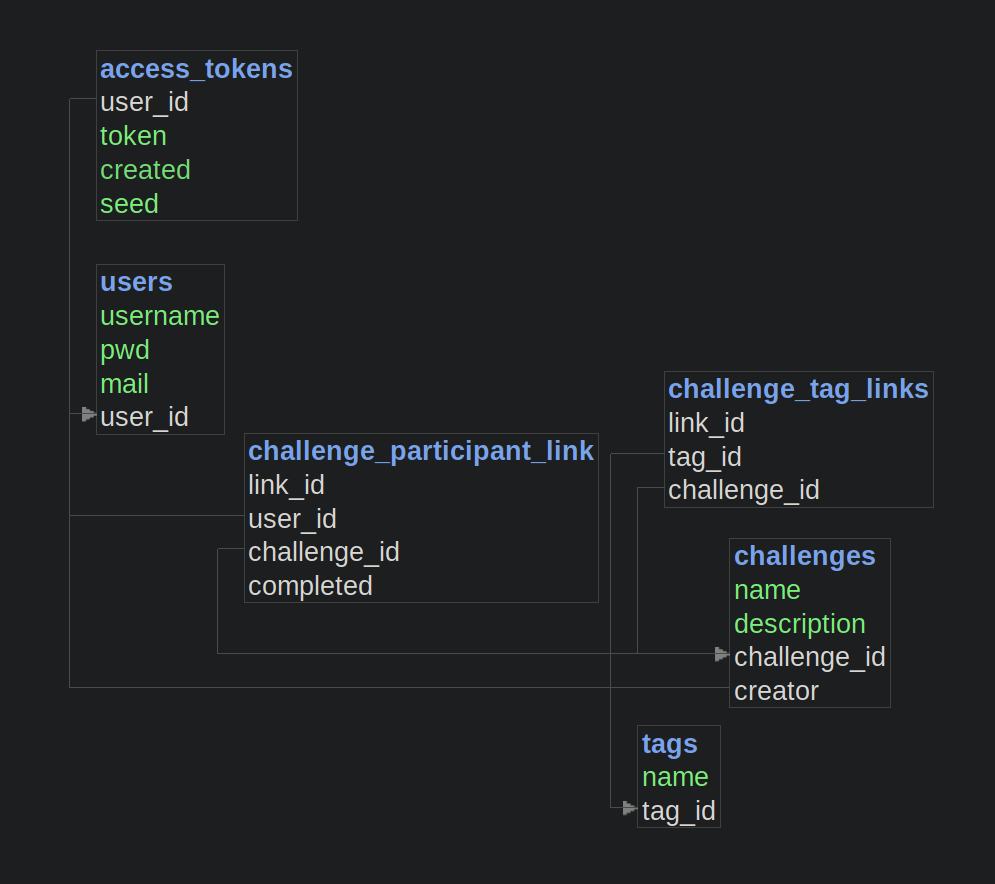 access_tokens
user_id
token
created
seed
users
username
pwd
mail
user_id
challenge_participant_link
link_id
user_id
challenge_id
completed
challenge_tag_links
link_id
tag_id
challenge_id
challenges
name
description
challenge_id
creator
tags
name
tag_id